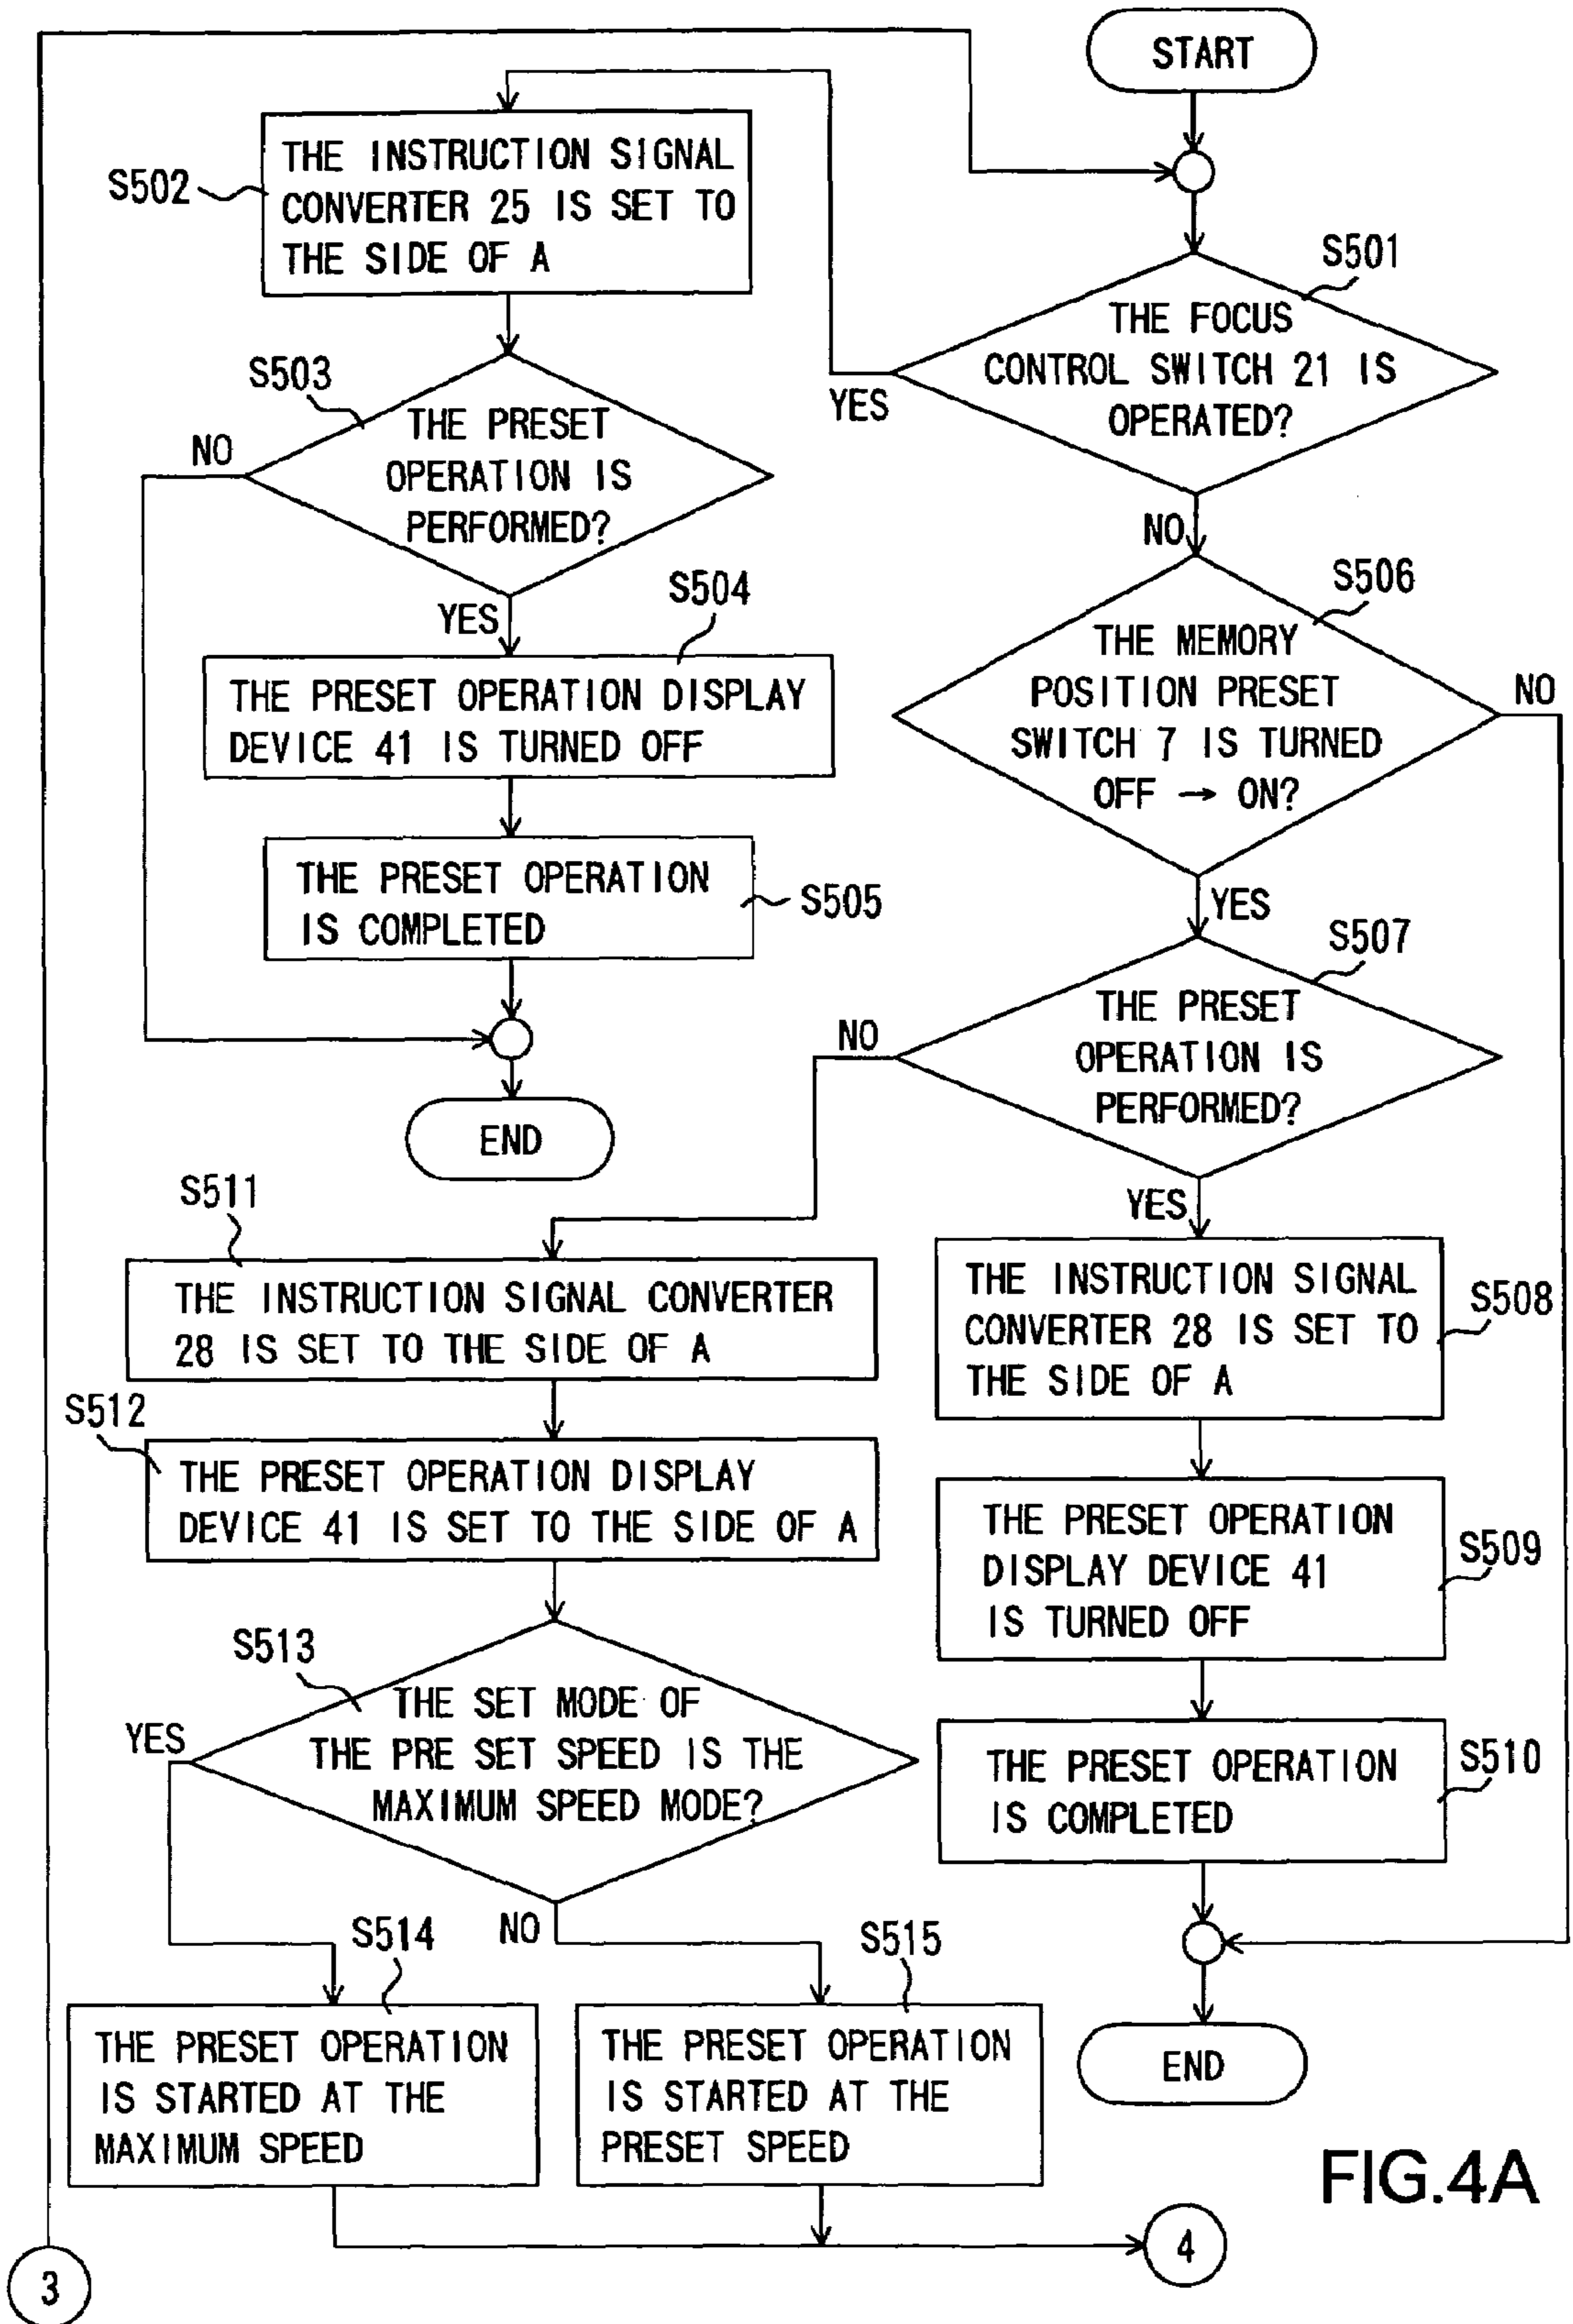 START
S501
THE FOCUS
CONTROL SWITCH 21 IS
OPERATED?
YES
NO
S502
THE INSTRUCTION SIGNAL
CONVERTER 25 IS SET TO
THE SIDE OF A
S503
THE PRESET
OPERATION IS
PERFORMED?
NO
YES
S504
THE PRESET OPERATION DISPLAY
DEVICE 41 IS TURNED OFF
THE PRESET OPERATION
IS COMPLETED
S505
END
S506
THE MEMORY
POSITION PRESET
SWITCH 7 IS TURNED
OFF → ON?
NO
YES
S507
THE PRESET
OPERATION IS
PERFORMED?
NO
YES
THE INSTRUCTION SIGNAL
CONVERTER 28 IS SET TO
THE SIDE OF A
S508
THE PRESET OPERATION
DISPLAY DEVICE 41
IS TURNED OFF
S509
THE PRESET OPERATION
IS COMPLETED
S510
END
S511
THE INSTRUCTION SIGNAL CONVERTER
28 IS SET TO THE SIDE OF A
S512
THE PRESET OPERATION DISPLAY
DEVICE 41 IS SET TO THE SIDE OF A
S513
THE SET MODE OF
THE PRE SET SPEED IS THE
MAXIMUM SPEED MODE?
YES
NO
S514
THE PRESET OPERATION
IS STARTED AT THE
MAXIMUM SPEED
S515
THE PRESET OPERATION
IS STARTED AT THE
PRESET SPEED
4
3
FIG.4A